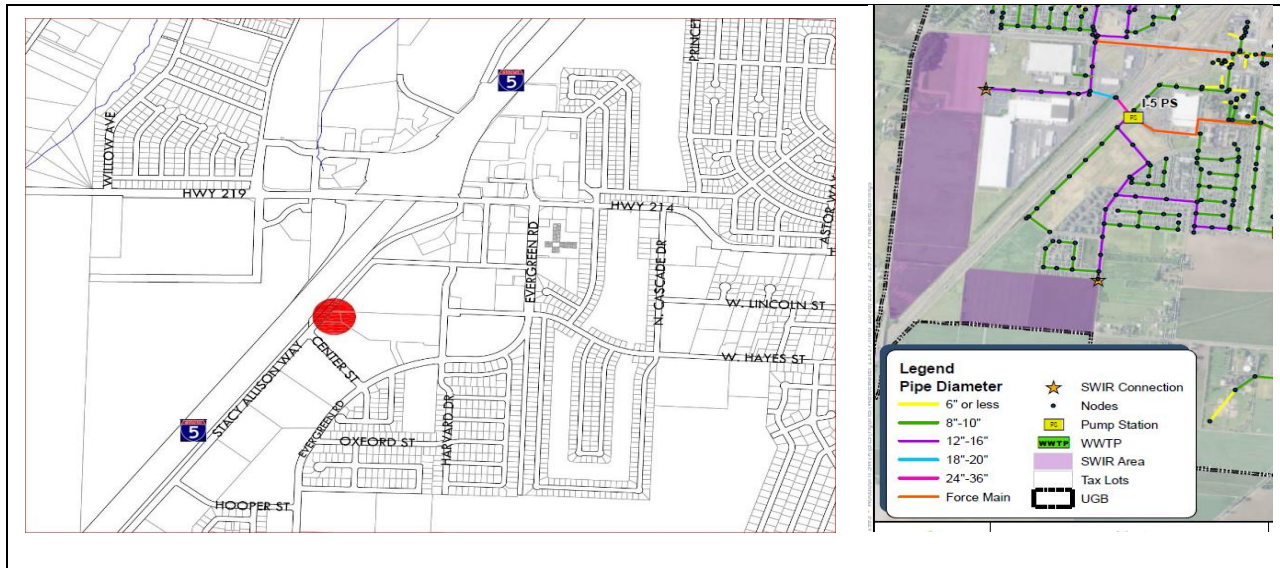 5
PRINCET
WILLOW AVE
HWY 219
HWY 214
ASTOR WAY
EVERGREEN RD
N. CASCADE DR
W. LINCOLN ST
W. HAYES ST
STACY ALLISON WAY
CENTER ST
5
EVERGREEN RD
HARVARD DR
OXFORD ST
HOOPER ST
I-5 PS
PS
Legend
Pipe Diameter
6" or less
8"-10"
12"-16"
18"-20"
24"-36"
Force Main
SWIR Connection
Nodes
PS
Pump Station
WWTP
WWTP
SWIR Area
Tax Lots
UGB